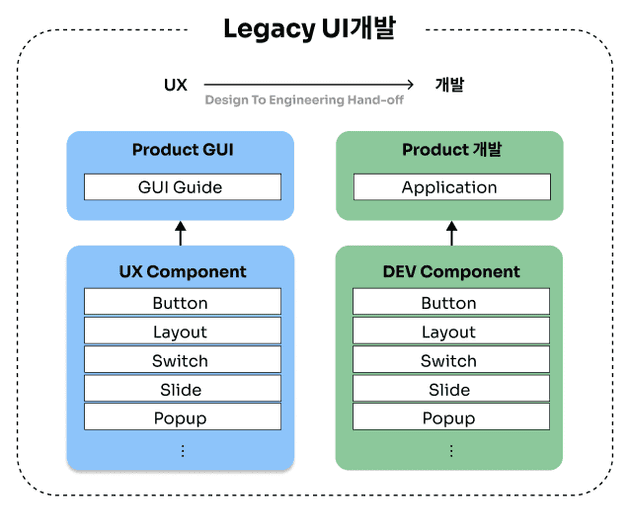 Legacy UI개발
UX
개발
Design To Engineering Hand-off
Product GUI
GUI Guide
Product 개발
Application
UX Component
Button
Layout
Switch
Slide
Popup
⋮
DEV Component
Button
Layout
Switch
Slide
Popup
⋮